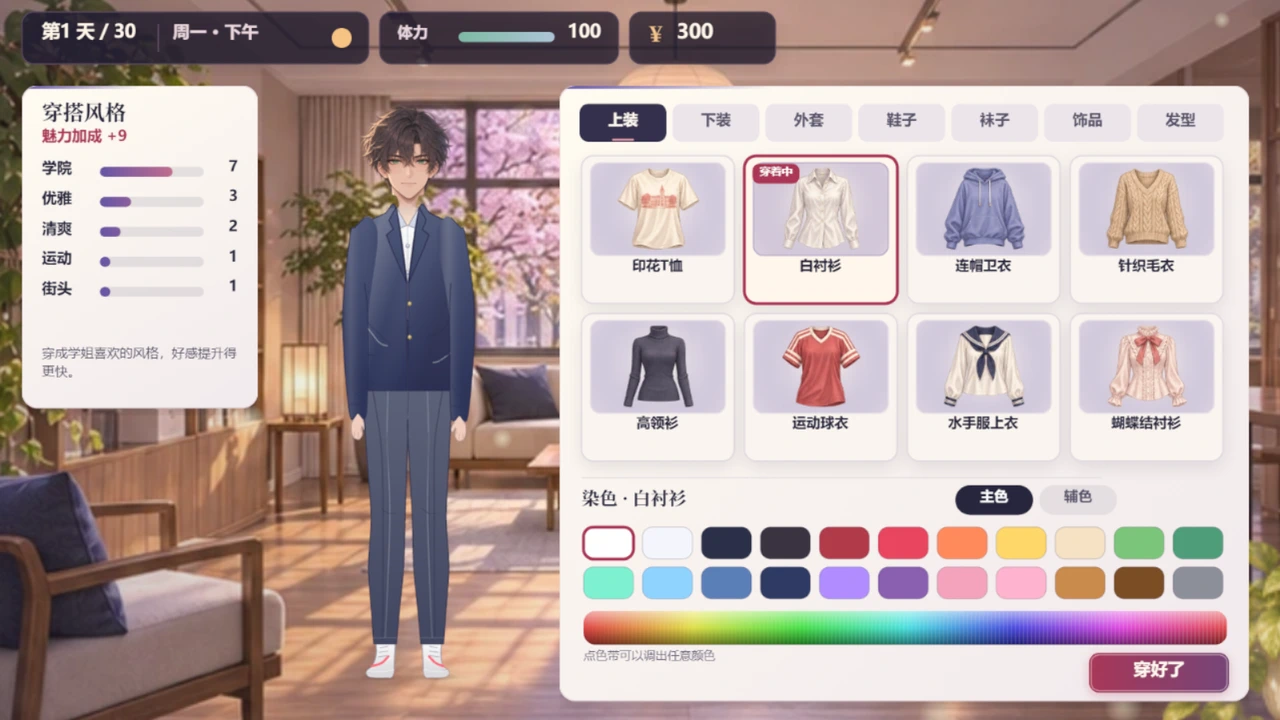 第1 天 / 30
周一 · 下午
体力
100
¥ 300
穿搭风格
魅力加成 +9
学院 7
优雅 3
清爽 2
运动 1
街头 1
穿成学姐喜欢的风格，好感提升得
更快。
上装
下装
外套
鞋子
袜子
饰品
发型
印花T恤
穿着中
白衬衫
连帽卫衣
针织毛衣
高领衫
运动球衣
水手服上衣
蝴蝶结衬衫
染色 · 白衬衫
主色
辅色
点色带可以调出任意颜色
穿好了